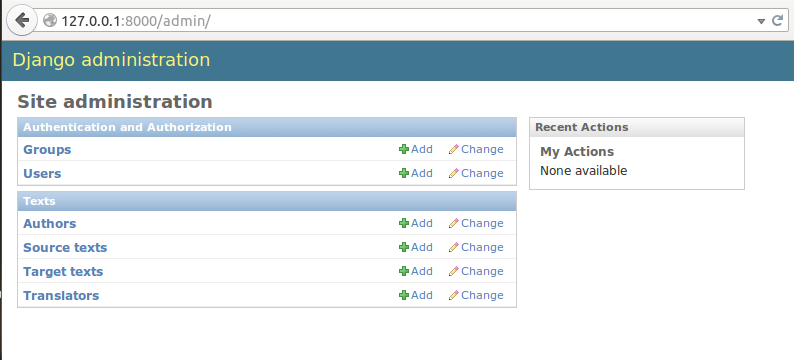 127.0.0.1:8000/admin/
Django administration
Site administration
Authentication and Authorization
Groups Add Change
Users Add Change
Texts
Authors Add Change
Source texts Add Change
Target texts Add Change
Translators Add Change
Recent Actions
My Actions
None available